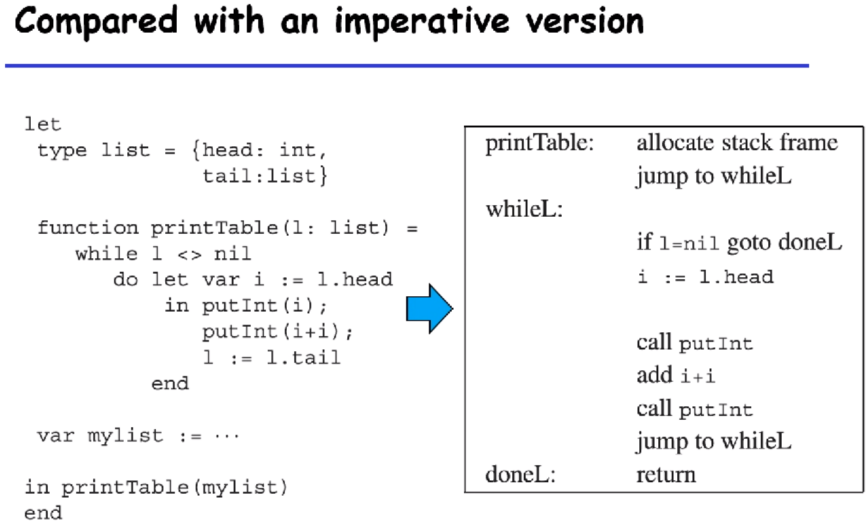 Compared with an imperative version
let
type list = {head: int,
tail:list}
function printTable(l: list) =
while l <> nil
do let var i := l.head
in putInt(i);
putInt(i+i);
l := l.tail
end
var mylist := ···
in printTable(mylist)
end
printTable: allocate stack frame
jump to whileL
whileL:
if l=nil goto doneL
i := l.head
call putInt
add i+i
call putInt
jump to whileL
doneL: return